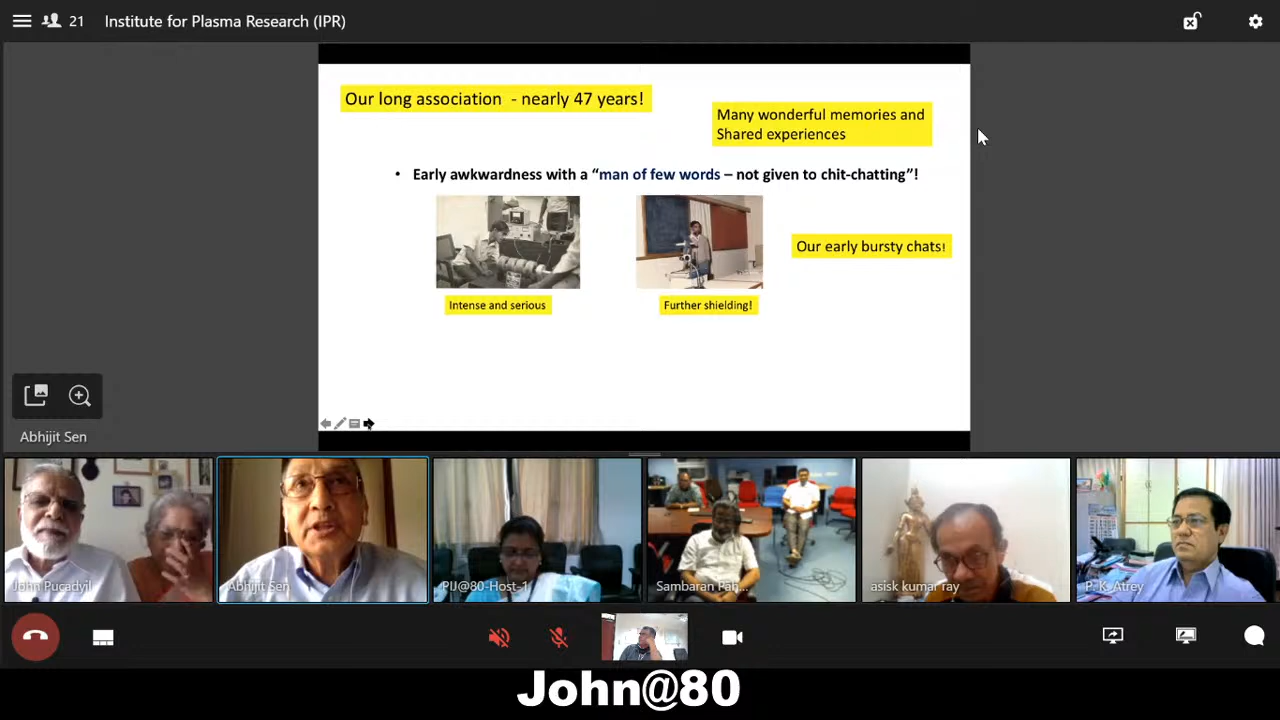 21 Institute for Plasma Research (IPR)
Our long association - nearly 47 years!
Many wonderful memories and
Shared experiences
• Early awkwardness with a “man of few words – not given to chit-chatting”!
Our early bursty chats!
Intense and serious
Further shielding!
Abhijit Sen
John Pucadyil
Abhijit Sen
PIJ@80-Host-1
Sambaran Pah...
asisk kumar ray
P. K. Atrey
John@80